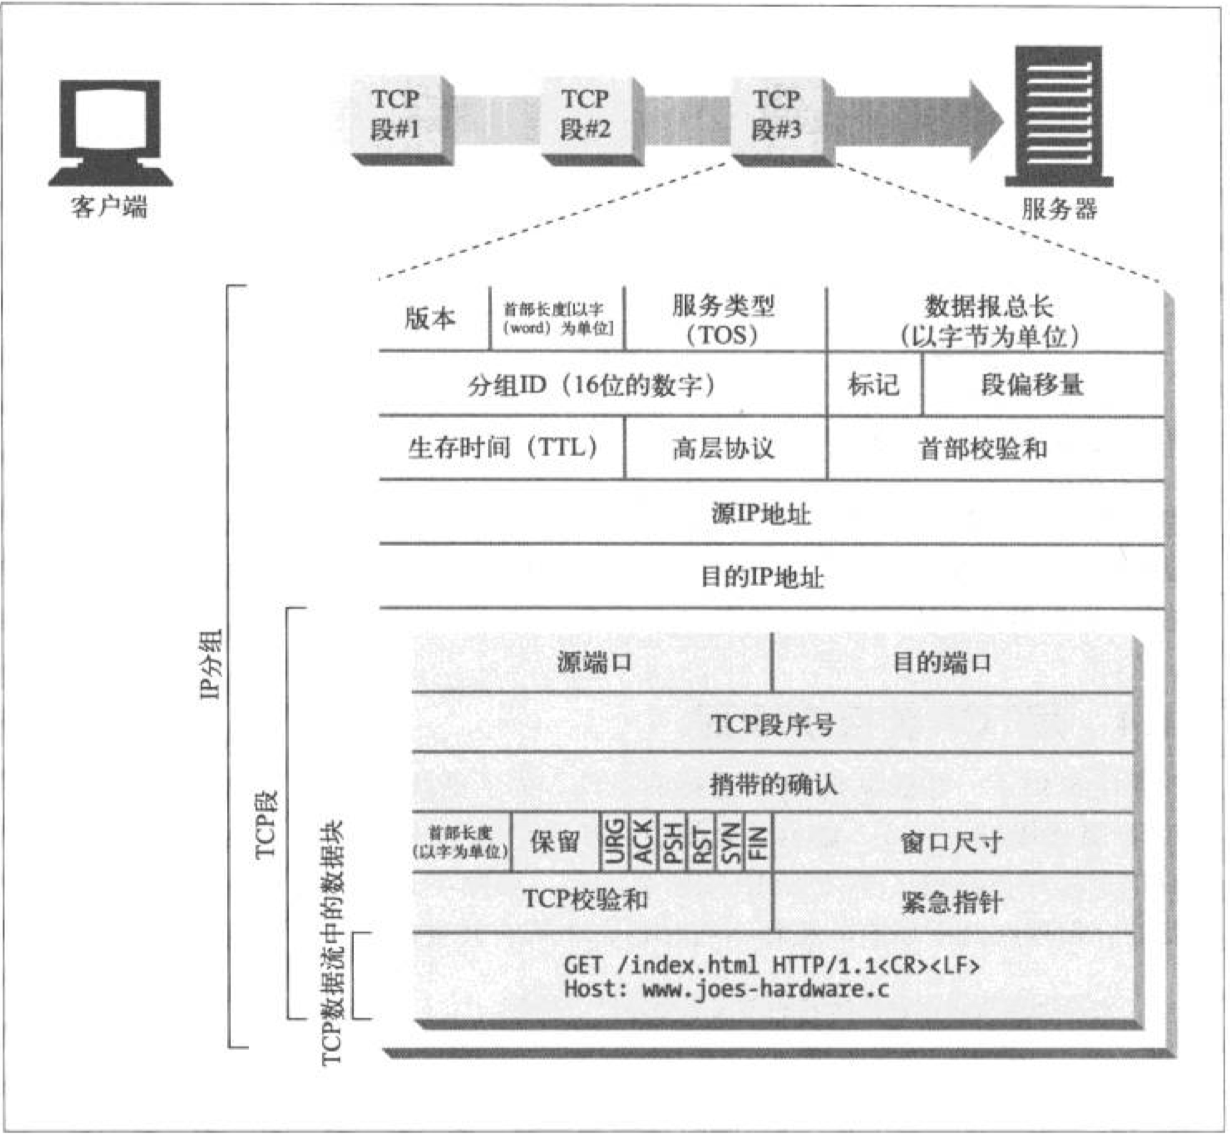 TCP
段#1
TCP
段#2
TCP
段#3
客户端
服务器
版本
首部长度[以字
(word)为单位]
服务类型
(TOS)
数据报总长
(以字节为单位)
分组ID(16位的数字)
标记
段偏移量
生存时间(TTL)
高层协议
首部校验和
源IP地址
目的IP地址
IP分组
TCP段
TCP数据流中的数据块
源端口
目的端口
TCP段序号
捎带的确认
首部长度
(以字为单位)
保留
URG
ACK
PSH
RST
SYN
FIN
窗口尺寸
TCP校验和
紧急指针
GET /index.html HTTP/1.1<CR><LF>
Host: www.joes-hardware.c